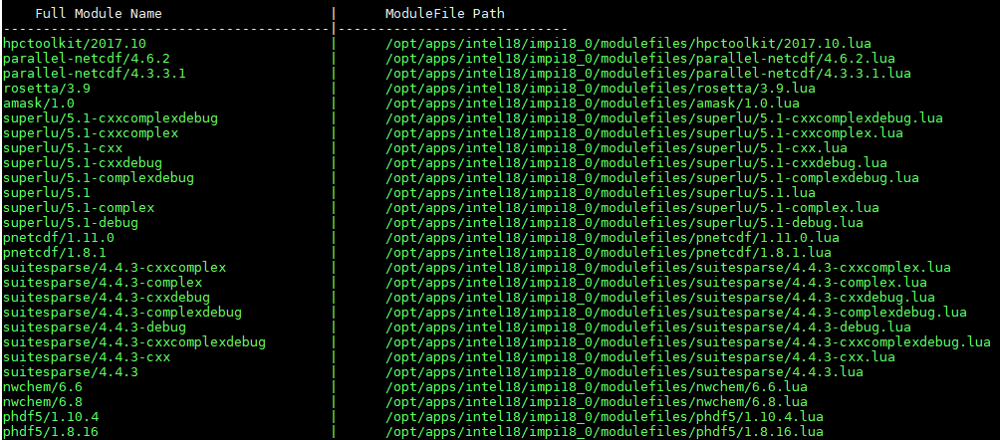 Full Module Name | ModuleFile Path
-----------------------------------------|-----------------------------
hpctoolkit/2017.10 | /opt/apps/intel18/impi18_0/modulefiles/hpctoolkit/2017.10.lua
parallel-netcdf/4.6.2 | /opt/apps/intel18/impi18_0/modulefiles/parallel-netcdf/4.6.2.lua
parallel-netcdf/4.3.3.1 | /opt/apps/intel18/impi18_0/modulefiles/parallel-netcdf/4.3.3.1.lua
rosetta/3.9 | /opt/apps/intel18/impi18_0/modulefiles/rosetta/3.9.lua
amask/1.0 | /opt/apps/intel18/impi18_0/modulefiles/amask/1.0.lua
superlu/5.1-cxxcomplexdebug | /opt/apps/intel18/impi18_0/modulefiles/superlu/5.1-cxxcomplexdebug.lua
superlu/5.1-cxxcomplex | /opt/apps/intel18/impi18_0/modulefiles/superlu/5.1-cxxcomplex.lua
superlu/5.1-cxx | /opt/apps/intel18/impi18_0/modulefiles/superlu/5.1-cxx.lua
superlu/5.1-cxxdebug | /opt/apps/intel18/impi18_0/modulefiles/superlu/5.1-cxxdebug.lua
superlu/5.1-complexdebug | /opt/apps/intel18/impi18_0/modulefiles/superlu/5.1-complexdebug.lua
superlu/5.1 | /opt/apps/intel18/impi18_0/modulefiles/superlu/5.1.lua
superlu/5.1-complex | /opt/apps/intel18/impi18_0/modulefiles/superlu/5.1-complex.lua
superlu/5.1-debug | /opt/apps/intel18/impi18_0/modulefiles/superlu/5.1-debug.lua
pnetcdf/1.11.0 | /opt/apps/intel18/impi18_0/modulefiles/pnetcdf/1.11.0.lua
pnetcdf/1.8.1 | /opt/apps/intel18/impi18_0/modulefiles/pnetcdf/1.8.1.lua
suitesparse/4.4.3-cxxcomplex | /opt/apps/intel18/impi18_0/modulefiles/suitesparse/4.4.3-cxxcomplex.lua
suitesparse/4.4.3-complex | /opt/apps/intel18/impi18_0/modulefiles/suitesparse/4.4.3-complex.lua
suitesparse/4.4.3-cxxdebug | /opt/apps/intel18/impi18_0/modulefiles/suitesparse/4.4.3-cxxdebug.lua
suitesparse/4.4.3-complexdebug | /opt/apps/intel18/impi18_0/modulefiles/suitesparse/4.4.3-complexdebug.lua
suitesparse/4.4.3-debug | /opt/apps/intel18/impi18_0/modulefiles/suitesparse/4.4.3-debug.lua
suitesparse/4.4.3-cxxcomplexdebug | /opt/apps/intel18/impi18_0/modulefiles/suitesparse/4.4.3-cxxcomplexdebug.lua
suitesparse/4.4.3-cxx | /opt/apps/intel18/impi18_0/modulefiles/suitesparse/4.4.3-cxx.lua
suitesparse/4.4.3 | /opt/apps/intel18/impi18_0/modulefiles/suitesparse/4.4.3.lua
nwchem/6.6 | /opt/apps/intel18/impi18_0/modulefiles/nwchem/6.6.lua
nwchem/6.8 | /opt/apps/intel18/impi18_0/modulefiles/nwchem/6.8.lua
phdf5/1.10.4 | /opt/apps/intel18/impi18_0/modulefiles/phdf5/1.10.4.lua
phdf5/1.8.16 | /opt/apps/intel18/impi18_0/modulefiles/phdf5/1.8.16.lua